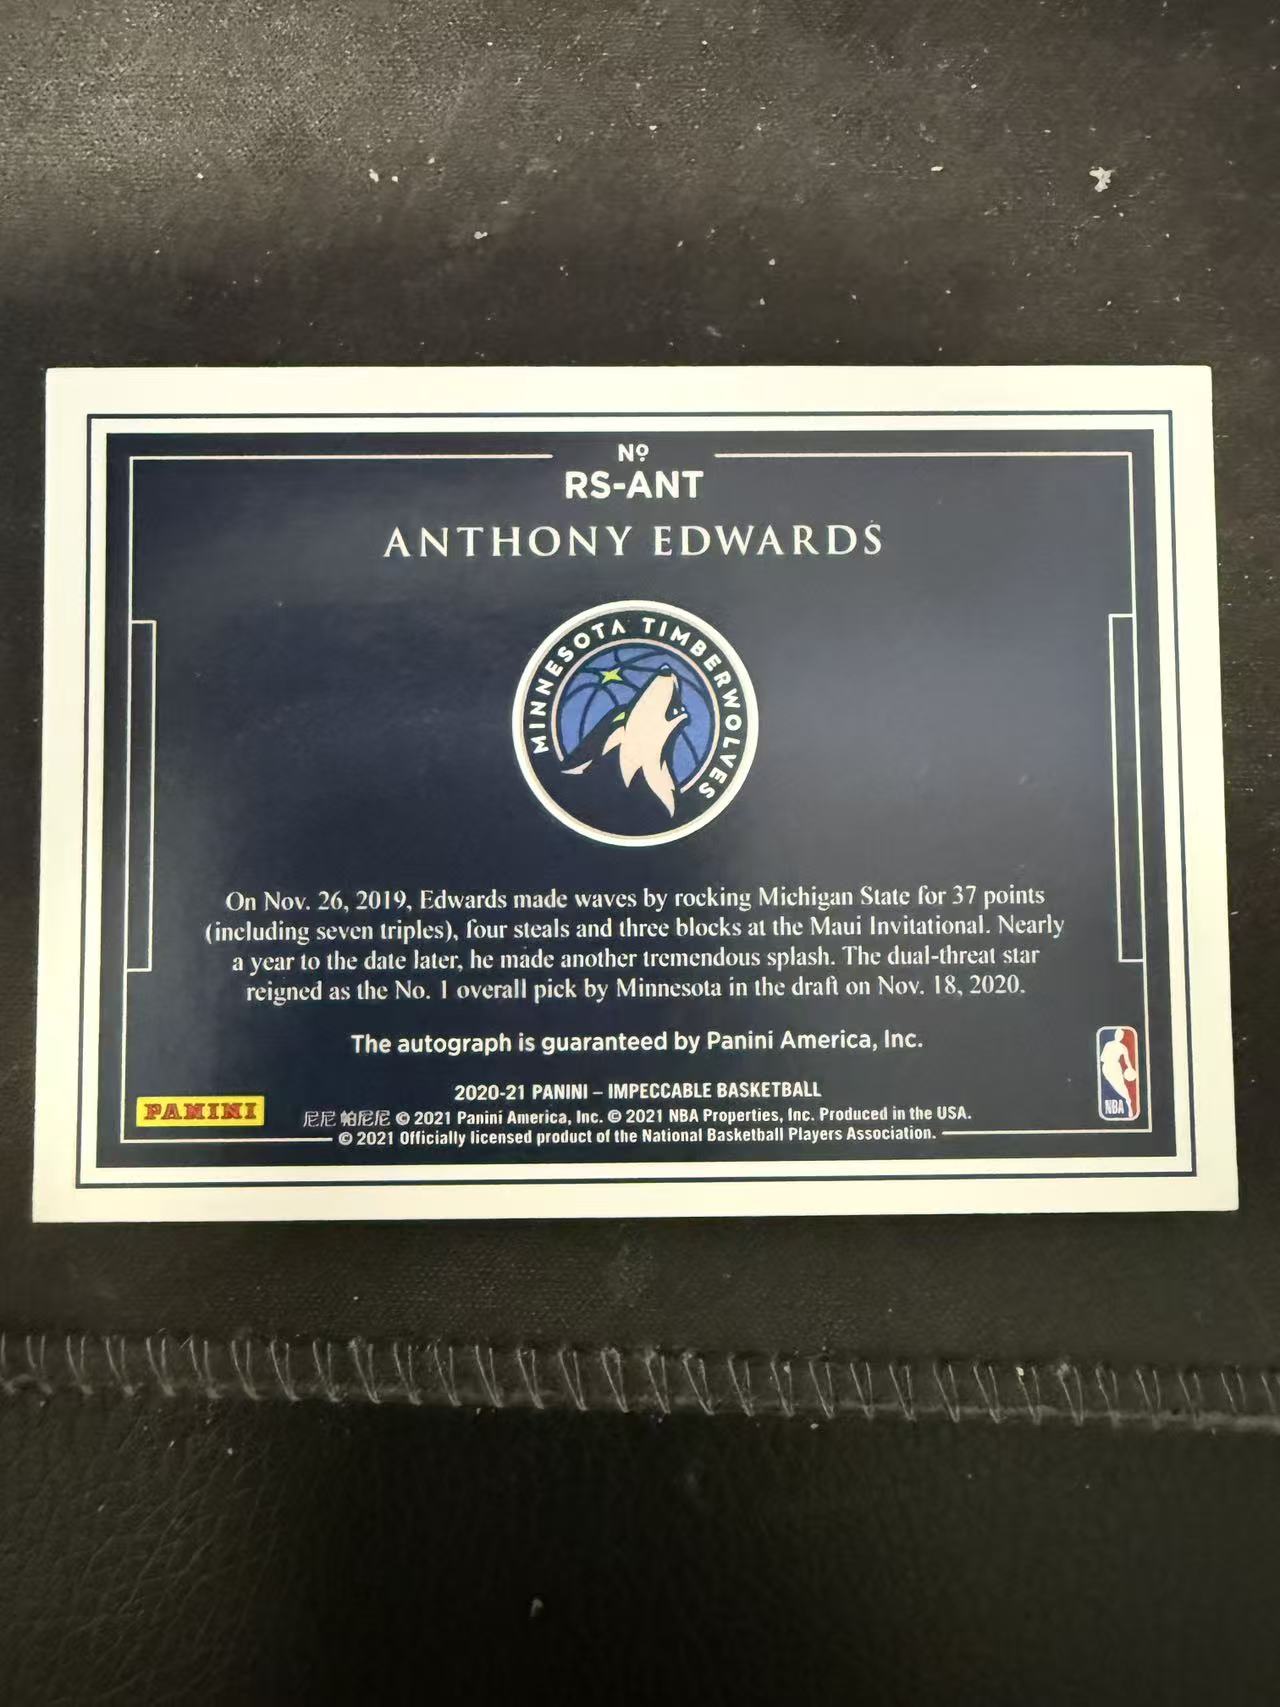 Nº
RS-ANT
ANTHONY EDWARDS
MINNESOTA TIMBERWOLVES
On Nov. 26, 2019, Edwards made waves by rocking Michigan State for 37 points
(including seven triples), four steals and three blocks at the Maui Invitational. Nearly
a year to the date later, he made another tremendous splash. The dual-threat star
reigned as the No. 1 overall pick by Minnesota in the draft on Nov. 18, 2020.
The autograph is guaranteed by Panini America, Inc.
2020-21 PANINI – IMPECCABLE BASKETBALL
PANINI
© 2021 Panini America, Inc. © 2021 NBA Properties, Inc. Produced in the USA.
© 2021 Officially licensed product of the National Basketball Players Association.
NBA